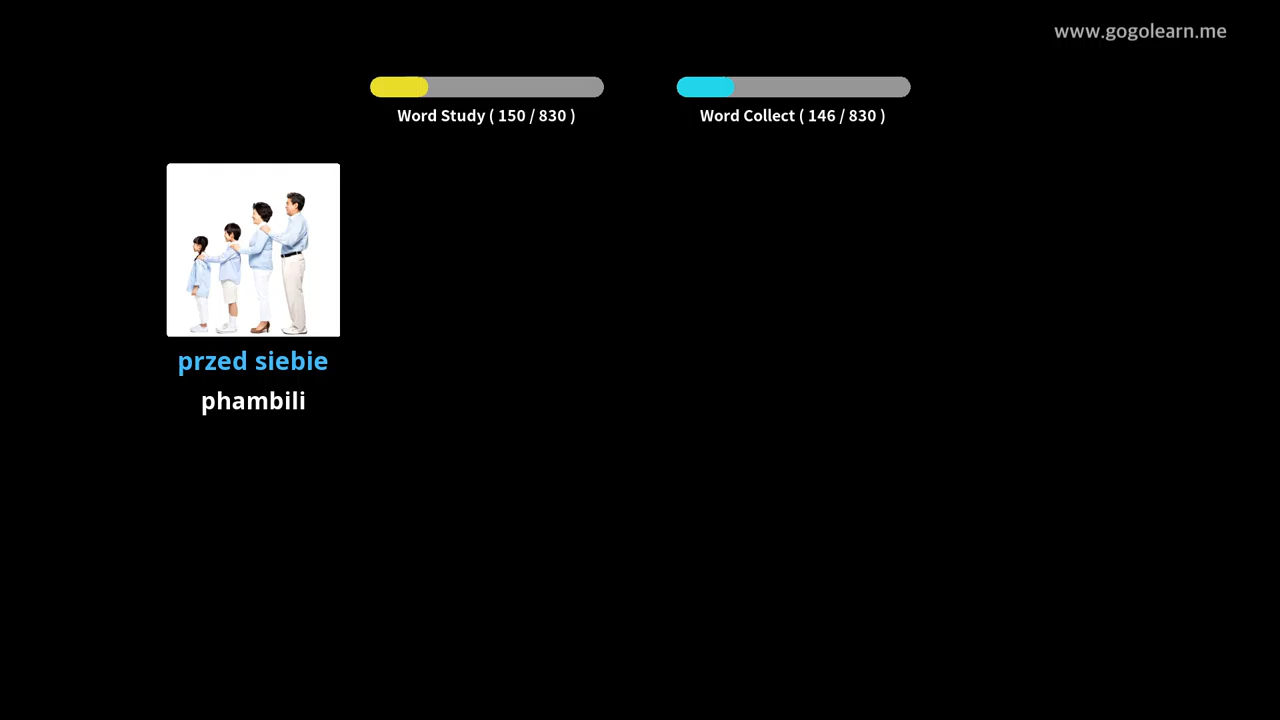 www.gogolearn.me
Word Study ( 150 / 830 )
Word Collect ( 146 / 830 )
przed siebie
phambili